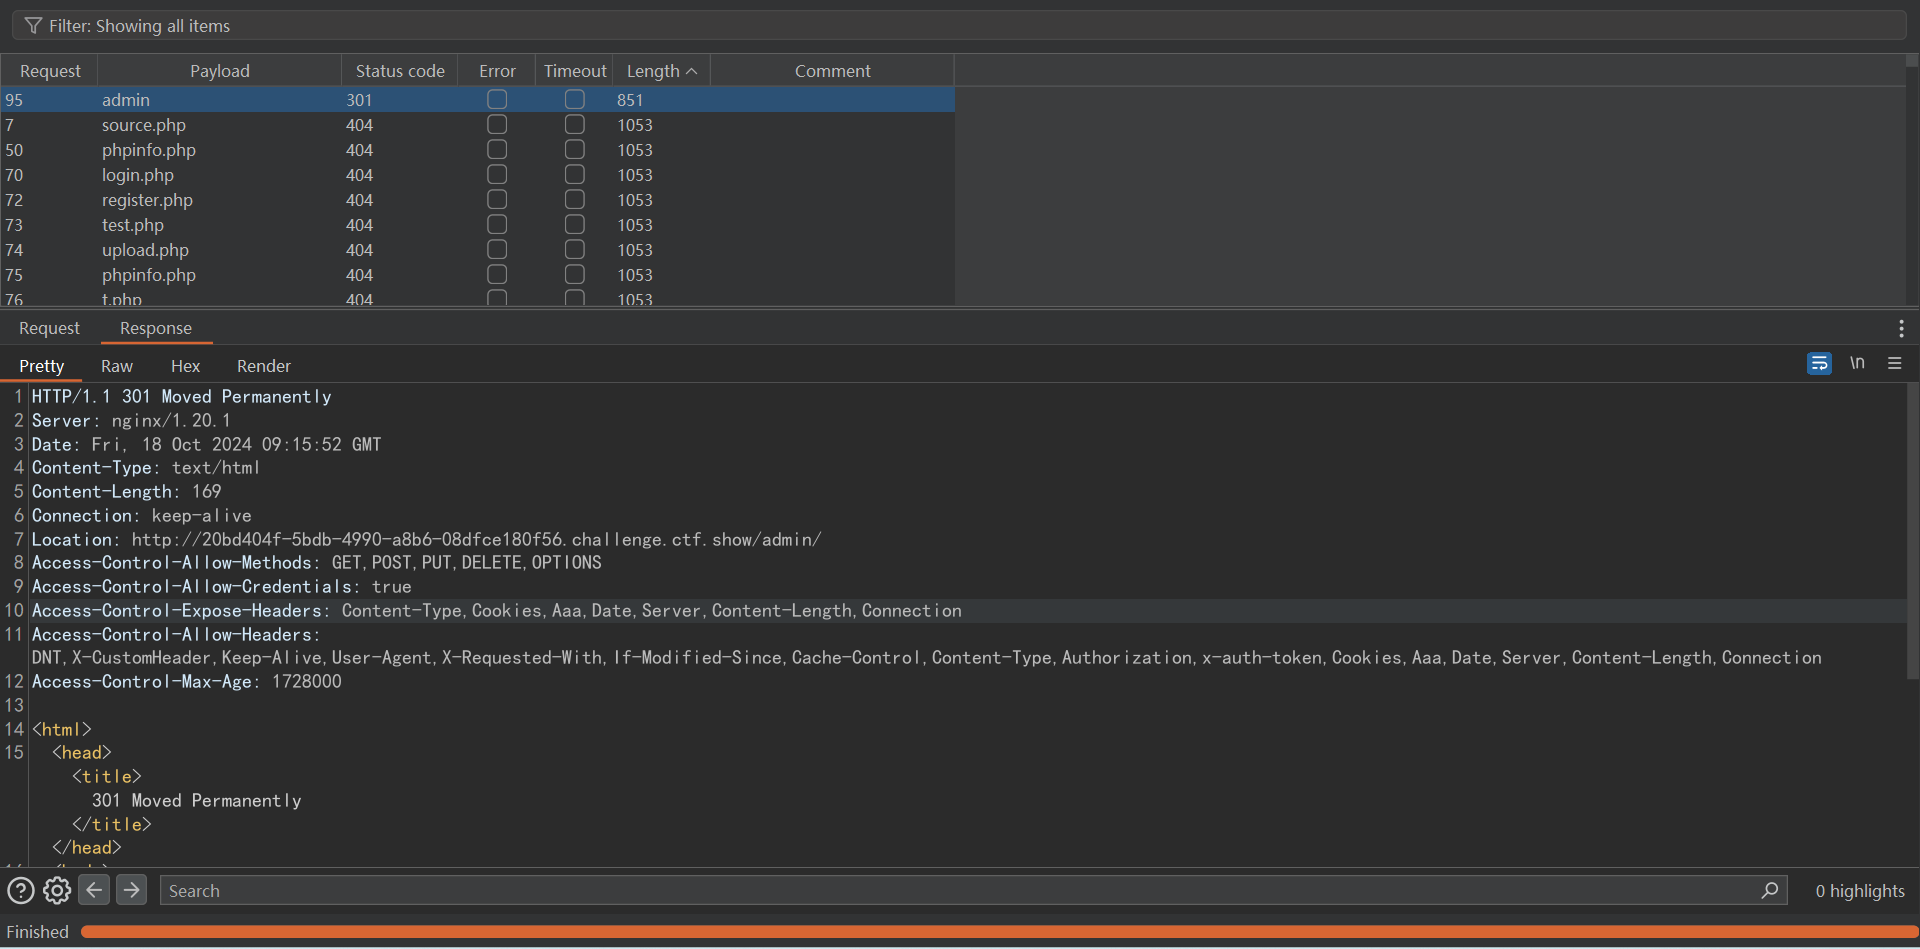 Filter: Showing all items
Request Payload Status code Error Timeout Length Comment
95 admin 301 851
7 source.php 404 1053
50 phpinfo.php 404 1053
70 login.php 404 1053
72 register.php 404 1053
73 test.php 404 1053
74 upload.php 404 1053
75 phpinfo.php 404 1053
76 t.php 404 1053
Request Response
Pretty Raw Hex Render \n
1 HTTP/1.1 301 Moved Permanently
2 Server: nginx/1.20.1
3 Date: Fri, 18 Oct 2024 09:15:52 GMT
4 Content-Type: text/html
5 Content-Length: 169
6 Connection: keep-alive
7 Location: http://20bd404f-5bdb-4990-a8b6-08dfce180f56.challenge.ctf.show/admin/
8 Access-Control-Allow-Methods: GET,POST,PUT,DELETE,OPTIONS
9 Access-Control-Allow-Credentials: true
10 Access-Control-Expose-Headers: Content-Type,Cookies,Aaa,Date,Server,Content-Length,Connection
11 Access-Control-Allow-Headers:
DNT,X-CustomHeader,Keep-Alive,User-Agent,X-Requested-With,If-Modified-Since,Cache-Control,Content-Type,Authorization,x-auth-token,Cookies,Aaa,Date,Server,Content-Length,Connection
12 Access-Control-Max-Age: 1728000
13
14 <html>
15 <head>
<title>
301 Moved Permanently
</title>
</head>
Search 0 highlights
Finished